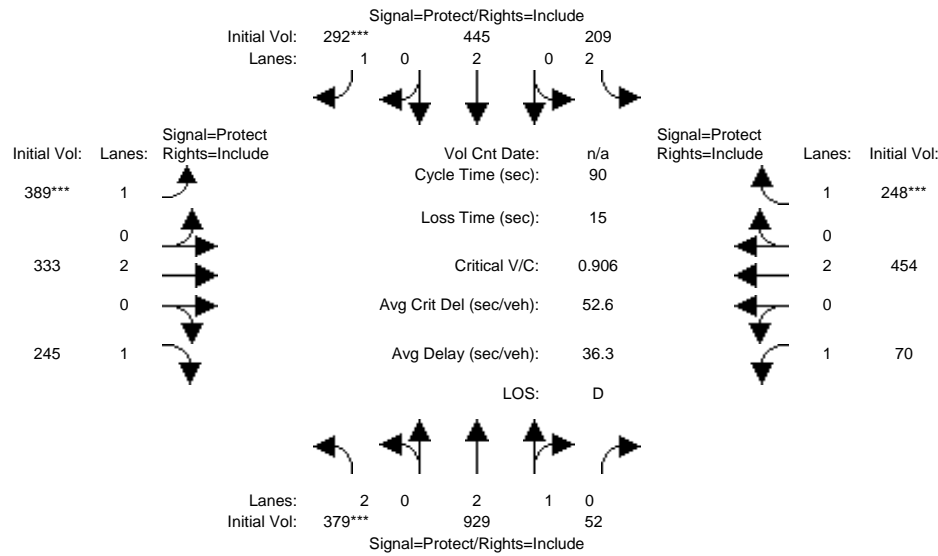 Signal=Protect/Rights=Include
Initial Vol: 292*** 445 209
Lanes: 1 0 2 0 2
Signal=Protect Signal=Protect
Initial Vol: Lanes: Rights=Include Vol Cnt Date: n/a Rights=Include Lanes: Initial Vol:
Cycle Time (sec): 90
389*** 1 1 248***
Loss Time (sec): 15
0 0
333 2 Critical V/C: 0.906 2 454
0 Avg Crit Del (sec/veh): 52.6 0
245 1 Avg Delay (sec/veh): 36.3 1 70
LOS: D
Lanes: 2 0 2 1 0
Initial Vol: 379*** 929 52
Signal=Protect/Rights=Include